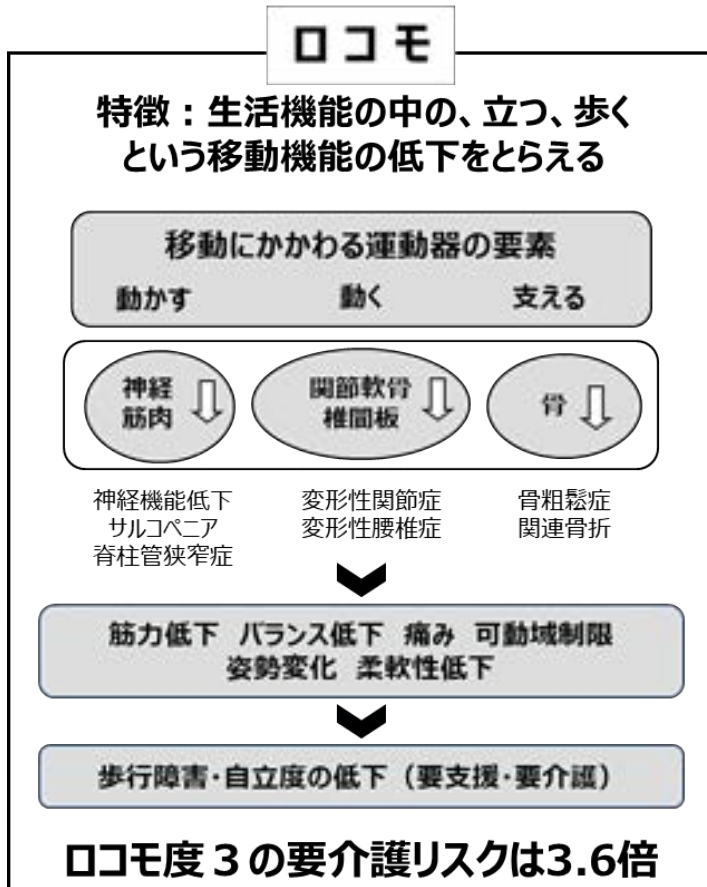 ロコモ
特徴：生活機能の中の、立つ、歩く
という移動機能の低下をとらえる
移動にかかわる運動器の要素
動かす 動く 支える
神経
筋肉
関節軟骨
椎間板
骨
神経機能低下
サルコペニア
脊柱管狭窄症
変形性関節症
変形性腰椎症
骨粗鬆症
関連骨折
筋力低下 バランス低下 痛み 可動域制限
姿勢変化 柔軟性低下
歩行障害・自立度の低下（要支援・要介護）
ロコモ度３の要介護リスクは3.6倍